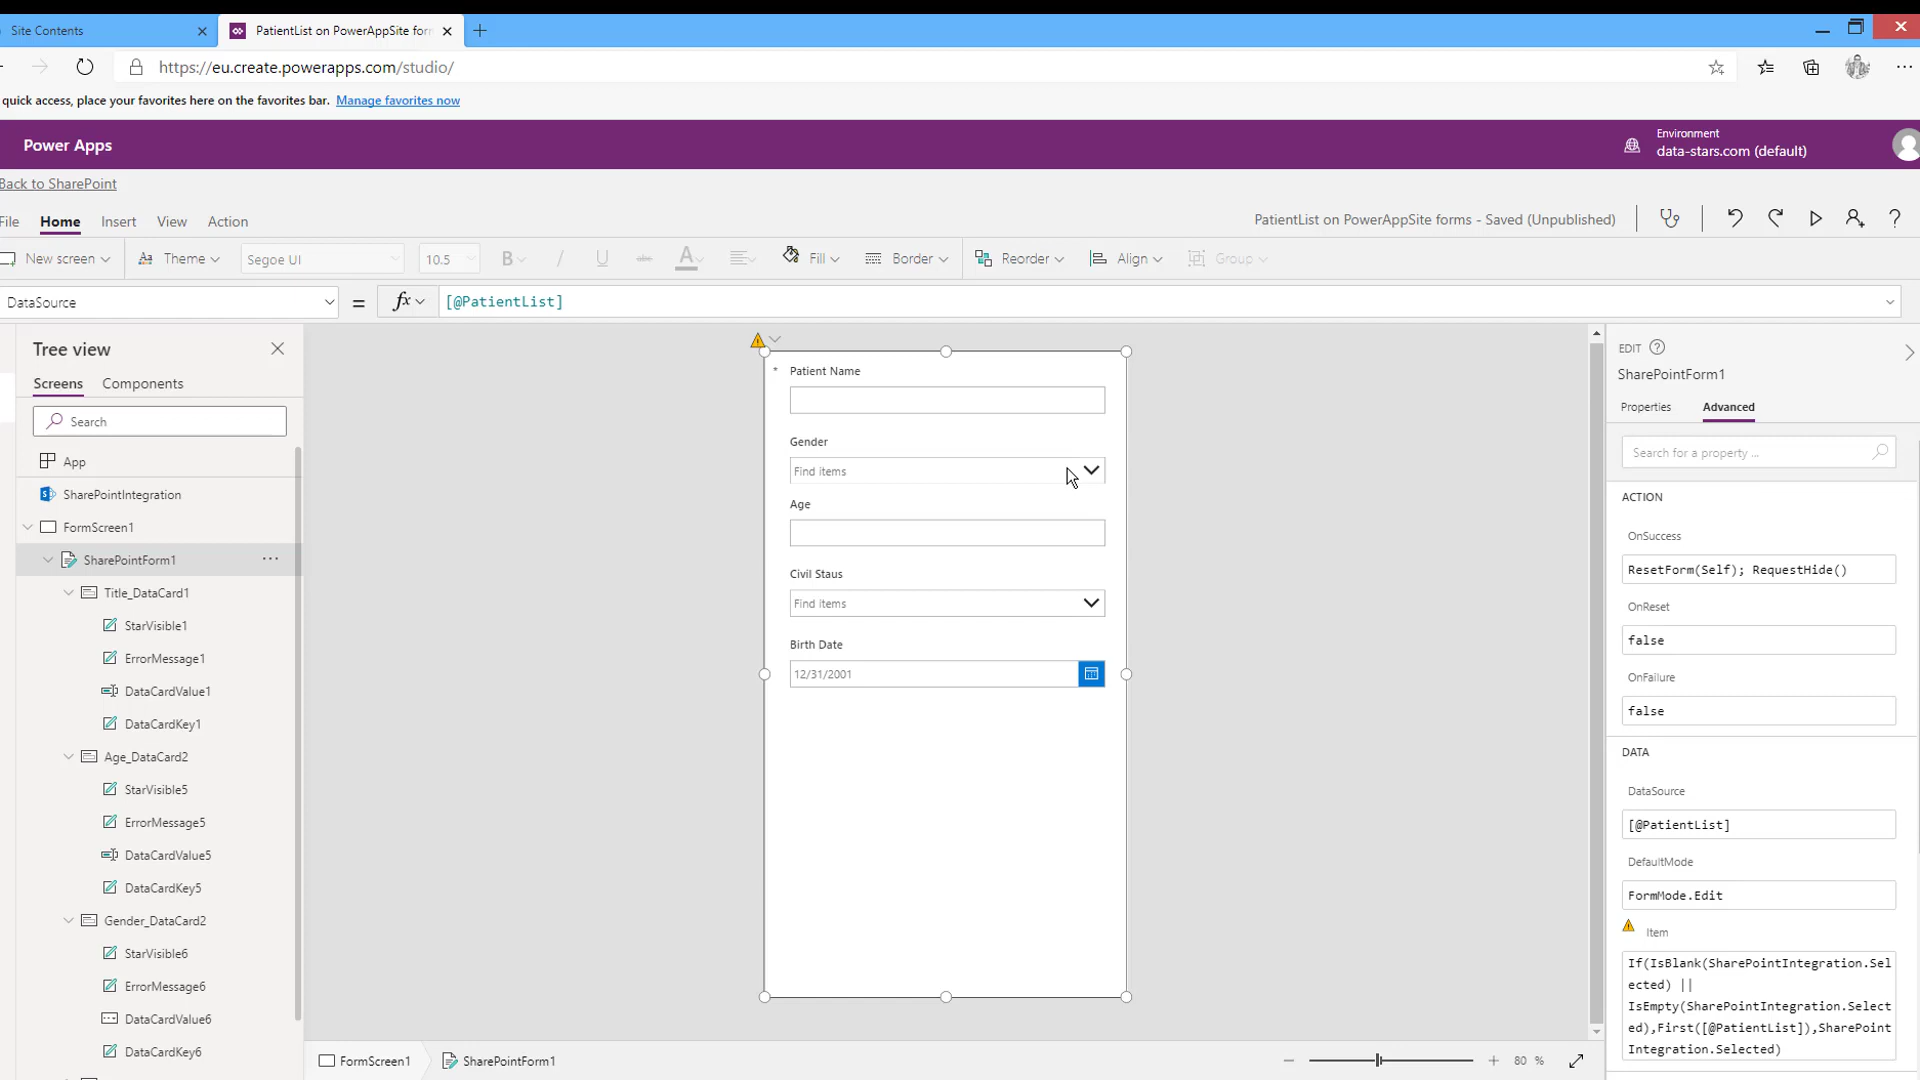 Site Contents
PatientList on PowerAppSite for
https://eu.create.powerapps.com/studio/
quick access, place your favorites here on the favorites bar. Manage favorites now
Power Apps
Environment
data-stars.com (default)
Back to SharePoint
File Home Insert View Action
PatientList on PowerAppSite forms - Saved (Unpublished)
New screen Theme Segoe UI 10.5 B / U abc A Fill Border Reorder Align Group
DataSource = fx [@PatientList]
Tree view
Screens Components
Search
App
SharePointIntegration
FormScreen1
SharePointForm1
Title_DataCard1
StarVisible1
ErrorMessage1
DataCardValue1
DataCardKey1
Age_DataCard2
StarVisible5
ErrorMessage5
DataCardValue5
DataCardKey5
Gender_DataCard2
StarVisible6
ErrorMessage6
DataCardValue6
DataCardKey6
* Patient Name
Gender
Find items
Age
Civil Staus
Find items
Birth Date
12/31/2001
FormScreen1 SharePointForm1
80 %
EDIT
SharePointForm1
Properties Advanced
Search for a property ...
ACTION
OnSuccess
ResetForm(Self); RequestHide()
OnReset
false
OnFailure
false
DATA
DataSource
[@PatientList]
DefaultMode
FormMode.Edit
Item
If(IsBlank(SharePointIntegration.Sel
ected) ||
IsEmpty(SharePointIntegration.Select
ed),First([@PatientList]),SharePoint
Integration.Selected)